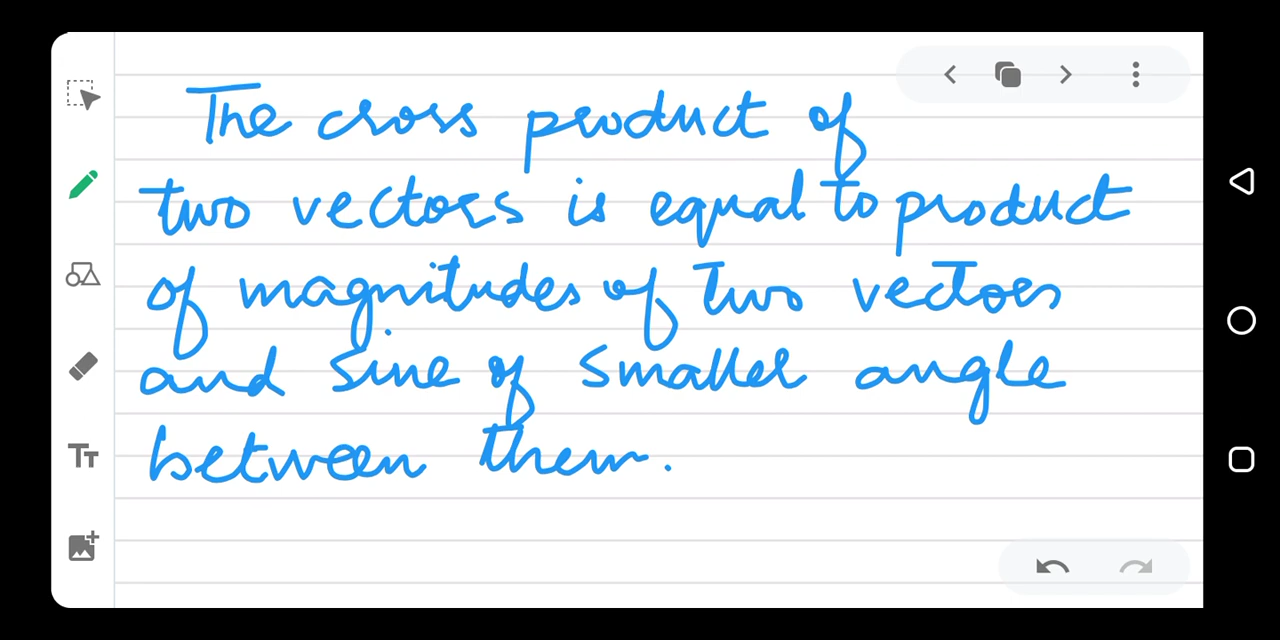 The cross product of
two vectors is equal to product
of magnitudes of two vectors
and sine of smaller angle
between them.